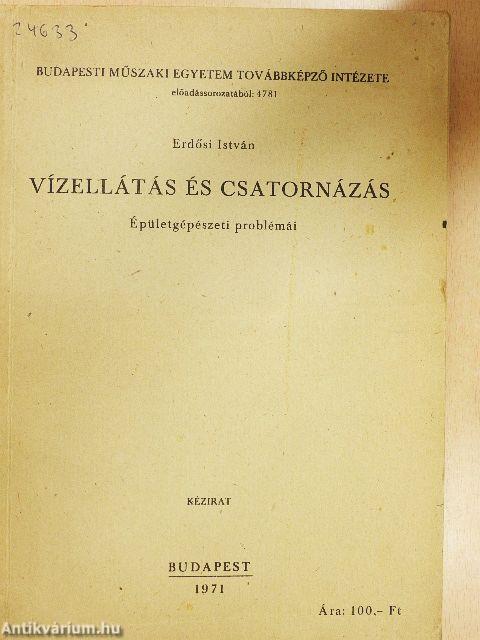 24633
BUDAPESTI MŰSZAKI EGYETEM TOVÁBBKÉPZŐ INTÉZETE
előadássorozatából: 4781
Erdősi István
VÍZELLÁTÁS ÉS CSATORNÁZÁS
Épületgépészeti problémái
KÉZIRAT
BUDAPEST
1971
Ára: 100,- Ft
Antikvárium.hu